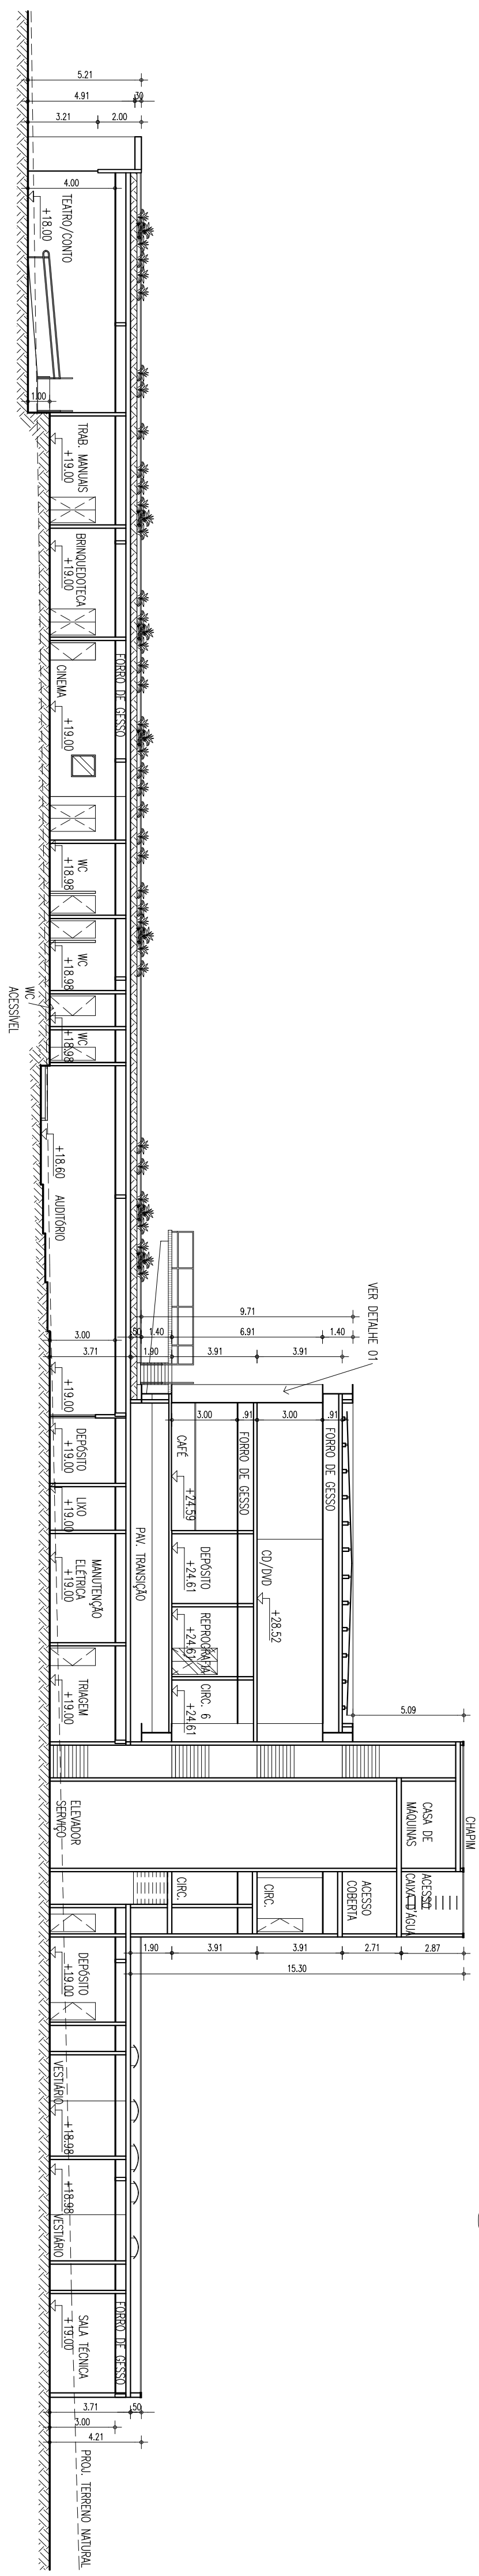 5.21
4.91
.30
3.21
2.00
4.00
TEATRO/CONTO
+18.00
1.00
TRAB. MANUAIS
+19.00
BRINQUEDOTECA
+19.00
FORRO DE GESSO
CINEMA
+19.00
WC
+18.98
WC
+18.98
WC
ACESSÍVEL
WC
+18.98
+18.60
AUDITÓRIO
VER DETALHE 01
9.71
.50
1.40
6.91
1.40
3.00
3.71
1.90
3.91
3.91
+19.00
3.00
.91
3.00
.91
DEPÓSITO
+19.00
CAFÉ
+24.59
FORRO DE GESSO
FORRO DE GESSO
LIXO
+19.00
PAV. TRANSIÇÃO
DEPÓSITO
+24.61
CD/DVD
+28.52
MANUTENÇÃO
ELÉTRICA
+19.00
REPROGRAFIA
+24.61
TRIAGEM
+19.00
CIRC. 6
+24.61
5.09
CHAPIM
ELEVADOR
SERVIÇO
CASA DE
MÁQUINAS
CIRC.
CIRC.
ACESSO
COBERTA
ACESSO
CAIXA D'ÁGUA
1.90
3.91
3.91
2.71
2.87
15.30
DEPÓSITO
+19.00
VESTIÁRIO
+18.98
+18.98
VESTIÁRIO
SALA TÉCNICA
+19.00
FORRO DE GESSO
3.71
.50
3.00
4.21
PROJ. TERRENO NATURAL